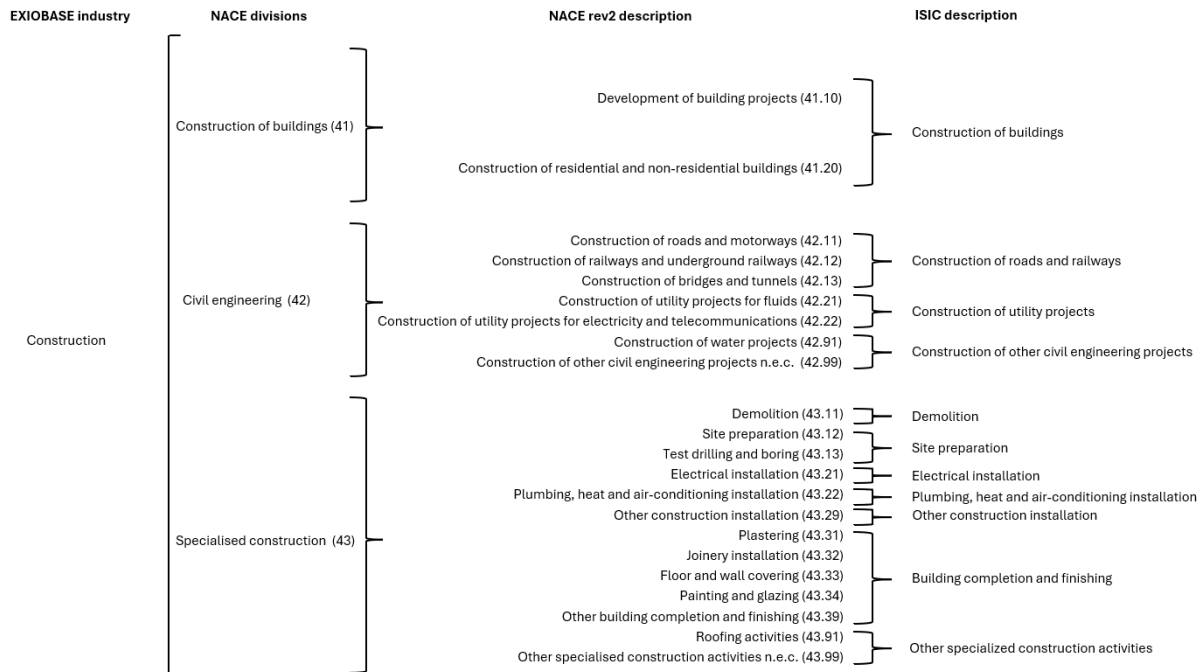 EXIOBASE industry NACE divisions NACE rev2 description ISIC description
Development of building projects (41.10)
Construction of buildings (41) Construction of buildings
Construction of residential and non-residential buildings (41.20)
Construction of roads and motorways (42.11)
Construction of railways and underground railways (42.12) Construction of roads and railways
Construction of bridges and tunnels (42.13)
Civil engineering (42) Construction of utility projects for fluids (42.21)
Construction of utility projects
Construction of utility projects for electricity and telecommunications (42.22)
Construction Construction of water projects (42.91)
Construction of other civil engineering projects
Construction of other civil engineering projects n.e.c. (42.99)
Demolition (43.11) Demolition
Site preparation (43.12)
Site preparation
Test drilling and boring (43.13)
Electrical installation (43.21) Electrical installation
Plumbing, heat and air-conditioning installation (43.22) Plumbing, heat and air-conditioning installation
Other construction installation (43.29) Other construction installation
Specialised construction (43) Plastering (43.31)
Joinery installation (43.32)
Floor and wall covering (43.33) Building completion and finishing
Painting and glazing (43.34)
Other building completion and finishing (43.39)
Roofing activities (43.91)
Other specialized construction activities
Other specialised construction activities n.e.c. (43.99)